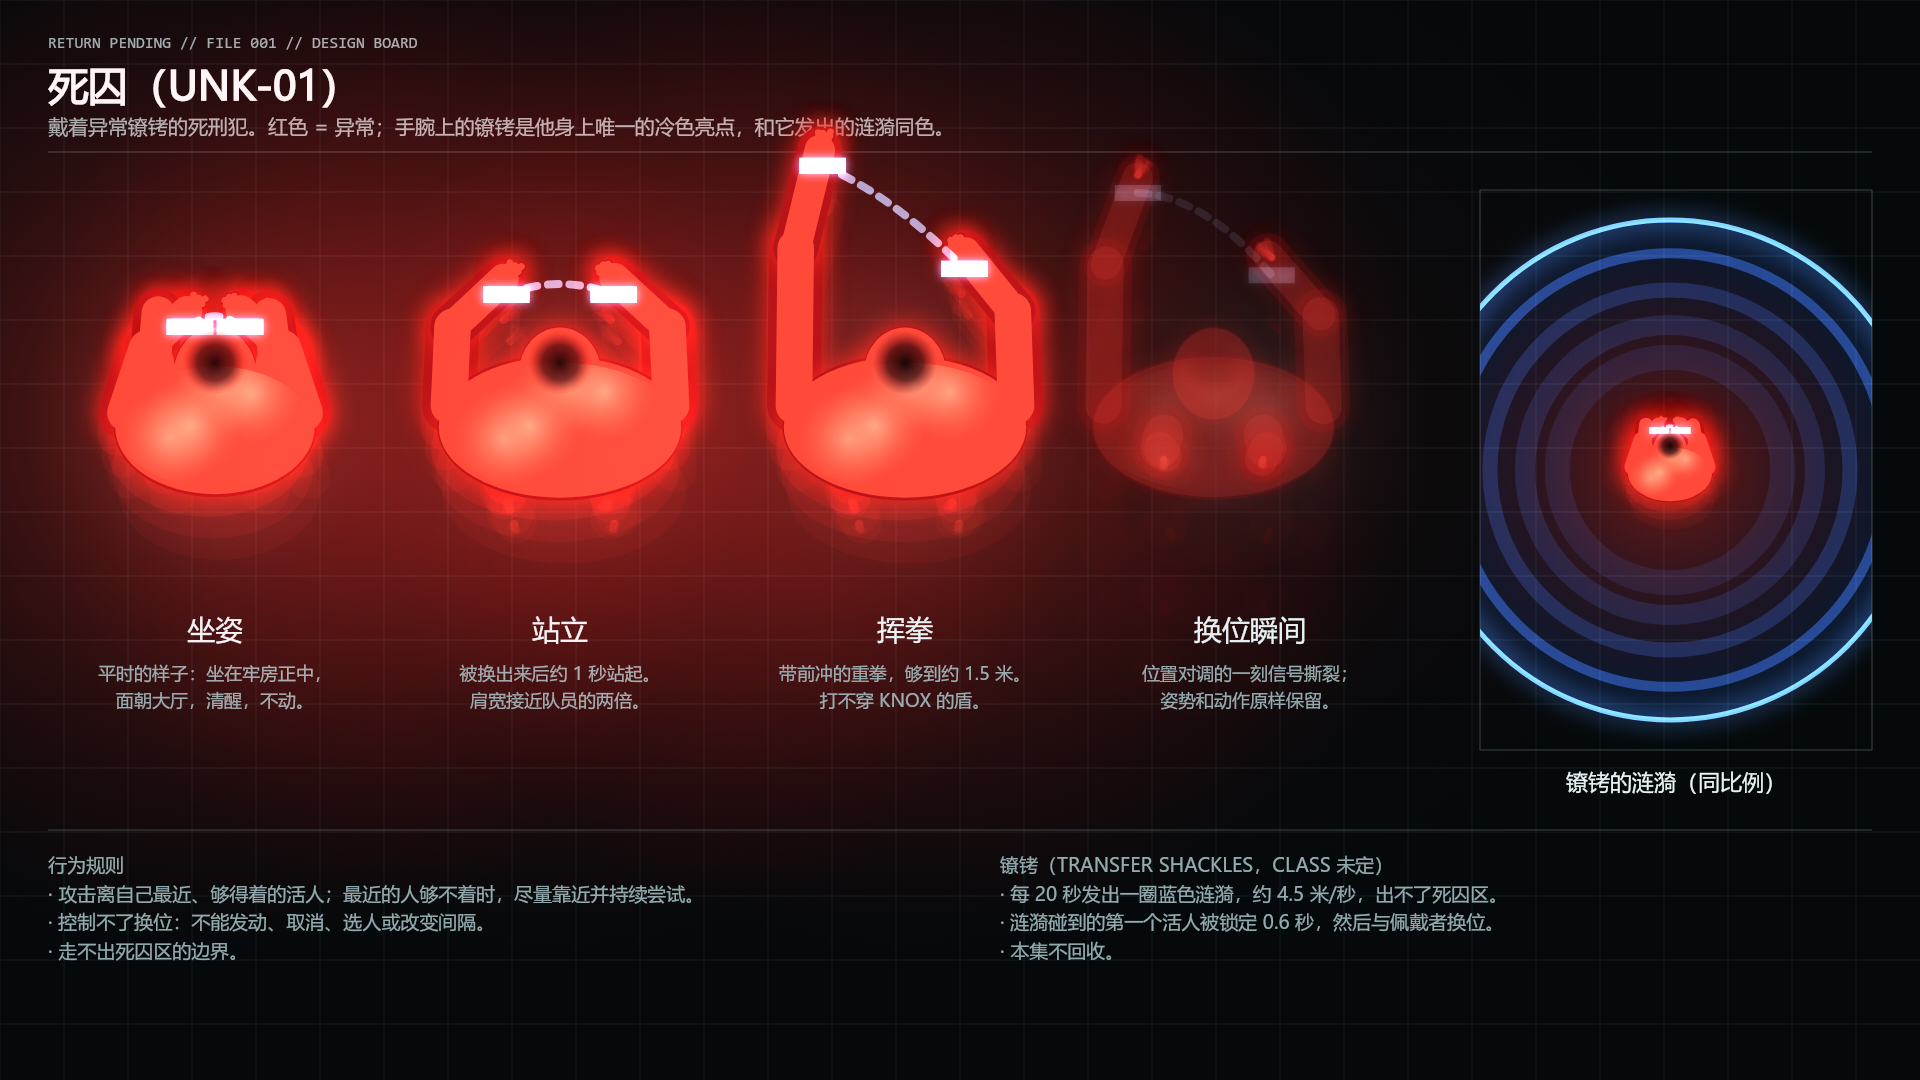 RETURN PENDING // FILE 001 // DESIGN BOARD
死囚（UNK-01）
戴着异常镣铐的死刑犯。红色 = 异常；手腕上的镣铐是他身上唯一的冷色亮点，和它发出的涟漪同色。
坐姿
平时的样子：坐在牢房正中，
面朝大厅，清醒，不动。
站立
被换出来后约 1 秒站起。
肩宽接近队员的两倍。
挥拳
带前冲的重拳，够到约 1.5 米。
打不穿 KNOX 的盾。
换位瞬间
位置对调的一刻信号撕裂；
姿势和动作原样保留。
镣铐的涟漪（同比例）
行为规则
· 攻击离自己最近、够得着的活人；最近的人够不着时，尽量靠近并持续尝试。
· 控制不了换位：不能发动、取消、选人或改变间隔。
· 走不出死囚区的边界。
镣铐（TRANSFER SHACKLES，CLASS 未定）
· 每 20 秒发出一圈蓝色涟漪，约 4.5 米/秒，出不了死囚区。
· 涟漪碰到的第一个活人被锁定 0.6 秒，然后与佩戴者换位。
· 本集不回收。